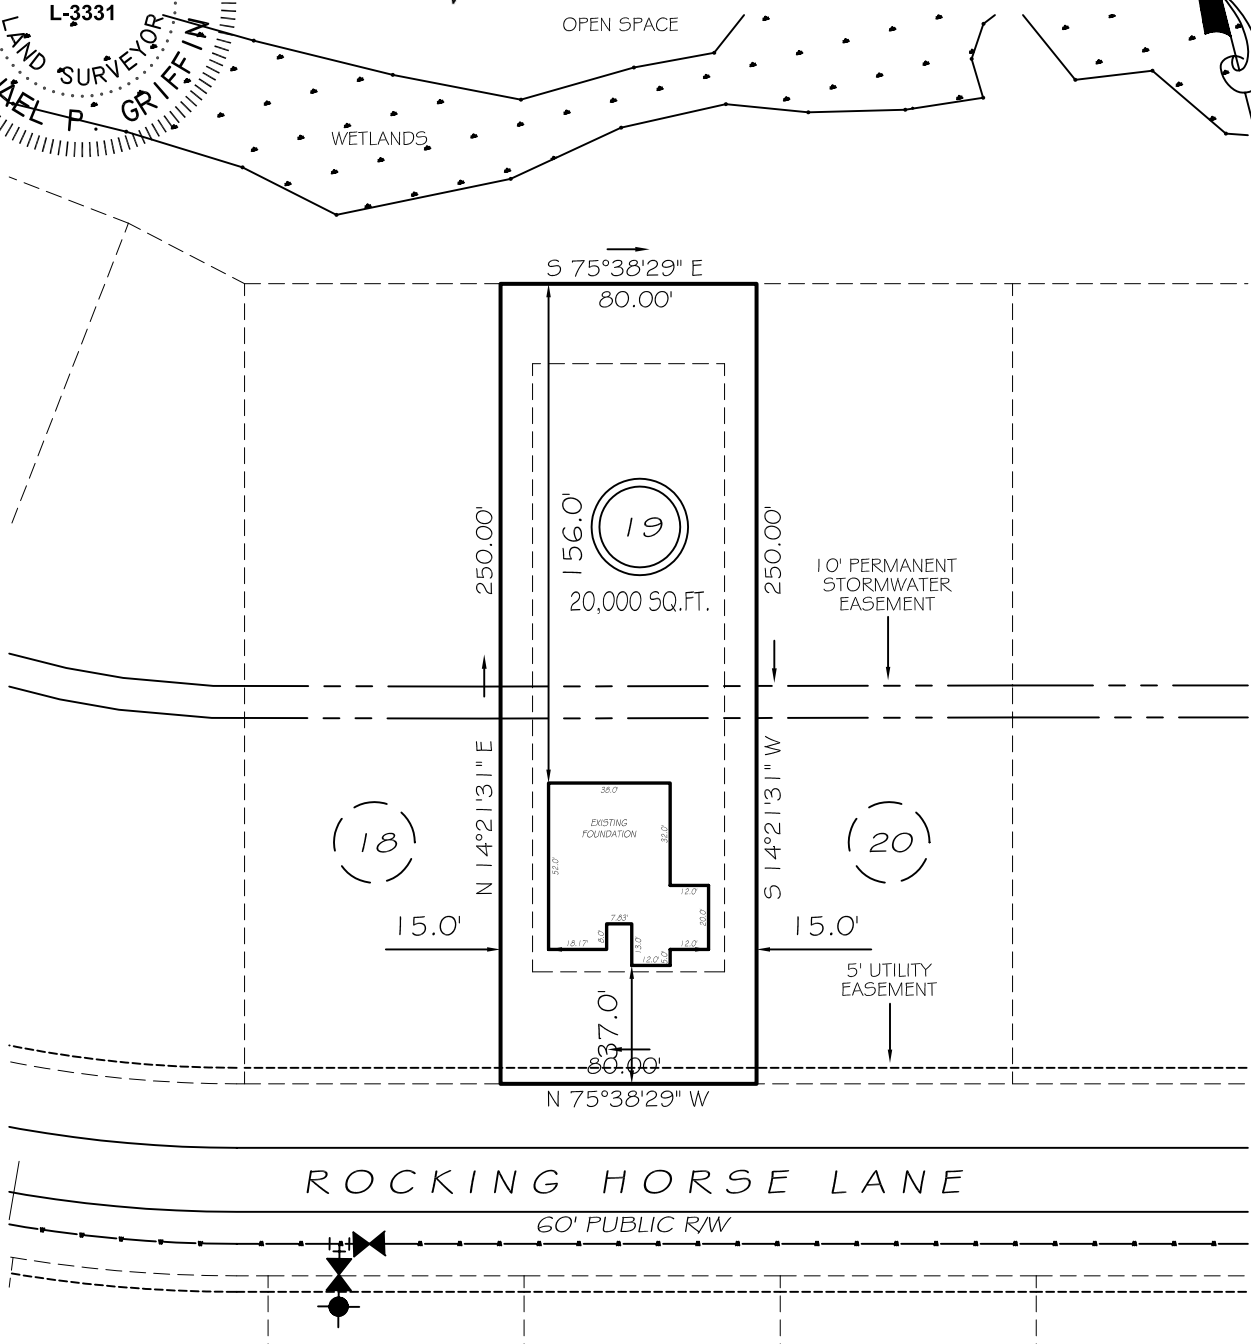 L-3331
LAND SURVEYOR
AEL P. GRIFFIN
OPEN SPACE
WETLANDS
S 75°38'29" E
80.00'
250.00'
156.0'
19
250.00'
20,000 SQ.FT.
10' PERMANENT
STORMWATER
EASEMENT
N 14°21'31" E
S 14°21'31" W
38.0'
EXISTING
FOUNDATION
32.0'
52.0'
18
20
12.0'
20.0'
7.83'
8.0'
13.0'
18.17'
12.0'
12.0'
5.0'
15.0'
15.0'
5' UTILITY
EASEMENT
37.0'
80.00'
N 75°38'29" W
ROCKING HORSE LANE
60' PUBLIC R/W